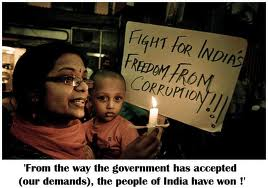 FIGHT FOR INDIA'S
FREEDOM FROM
CORRUPTION!!!
'From the way the government has accepted
(our demands), the people of India have won !'